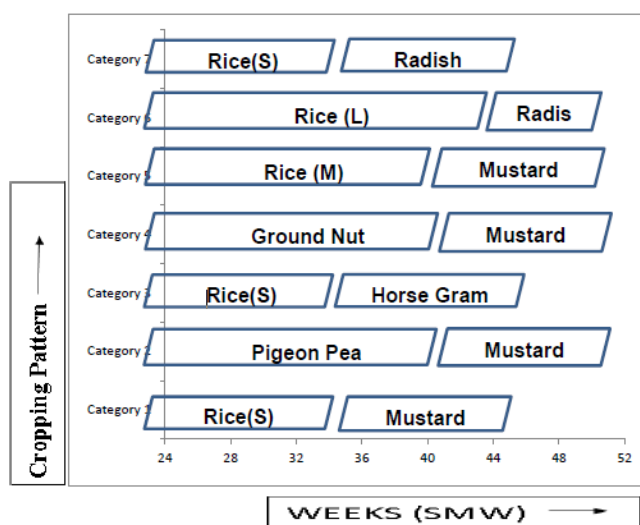 Category 7
Rice(S)
Radish
Category 6
Rice (L)
Radis
Category 5
Rice (M)
Mustard
Category 4
Ground Nut
Mustard
Category 3
Rice(S)
Horse Gram
Category 2
Pigeon Pea
Mustard
Category 1
Rice(S)
Mustard
24 28 32 36 40 44 48 52
Cropping Pattern
WEEKS (SMW)